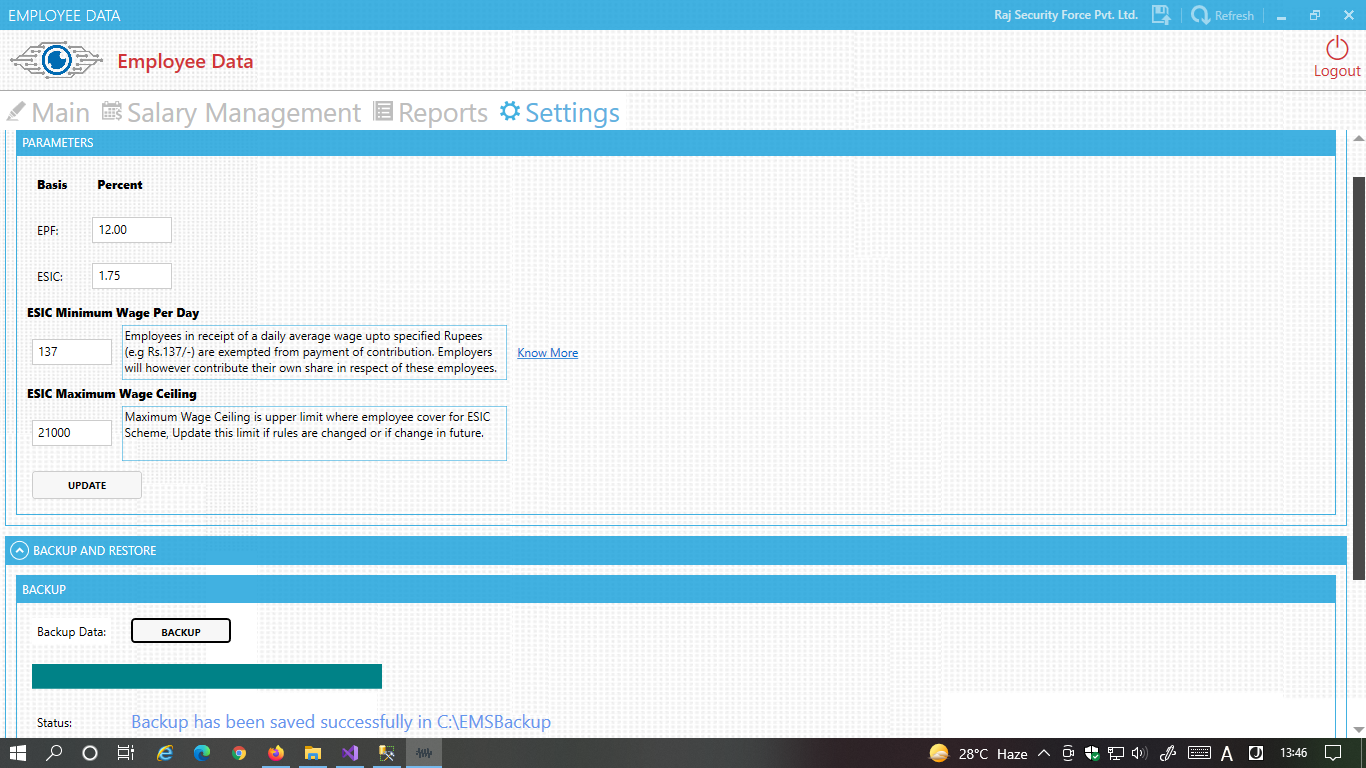 EMPLOYEE DATA
Raj Security Force Pvt. Ltd.
Refresh
Employee Data
Logout
Main
Salary Management
Reports
Settings
PARAMETERS
Basis Percent
EPF: 12.00
ESIC: 1.75
ESIC Minimum Wage Per Day
137
Employees in receipt of a daily average wage upto specified Rupees
(e.g Rs.137/-) are exempted from payment of contribution. Employers
will however contribute their own share in respect of these employees.
Know More
ESIC Maximum Wage Ceiling
21000
Maximum Wage Ceiling is upper limit where employee cover for ESIC
Scheme, Update this limit if rules are changed or if change in future.
UPDATE
BACKUP AND RESTORE
BACKUP
Backup Data: BACKUP
Status: Backup has been saved successfully in C:\EMSBackup
28°C Haze
A
13:46